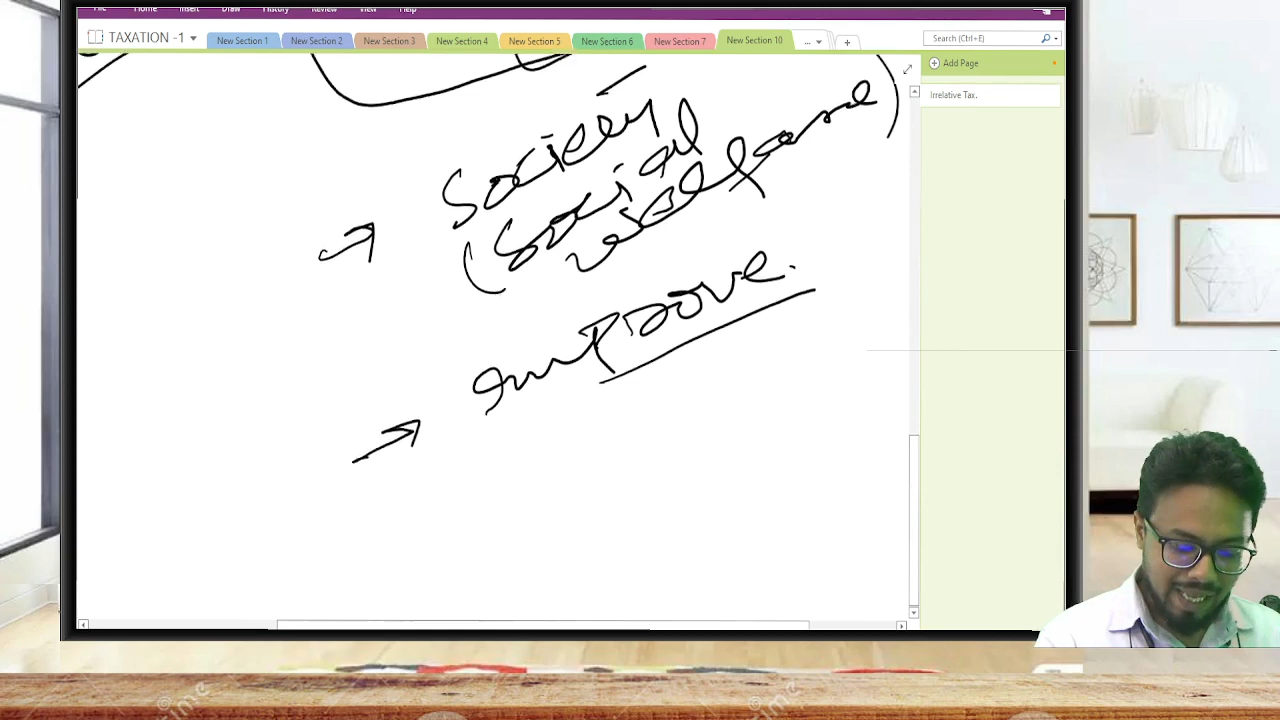 File Home Insert Draw History Review View Help
TAXATION -1 New Section 1 New Section 2 New Section 3 New Section 4 New Section 5 New Section 6 New Section 7 New Section 10 ... + Search (Ctrl+E)
Add Page
Irrelative Tax.
→ Society
(Social
welfare)
→ improve.